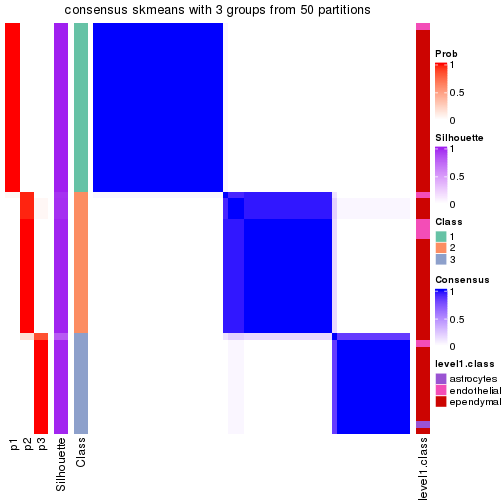 consensus skmeans with 3 groups from 50 partitions
Prob
1
0.5
0
Silhouette
1
0.5
0
Class
1
2
3
Consensus
1
0.5
0
level1.class
astrocytes
endothelial
ependymal
p1
p2
p3
Silhouette
Class
level1.class